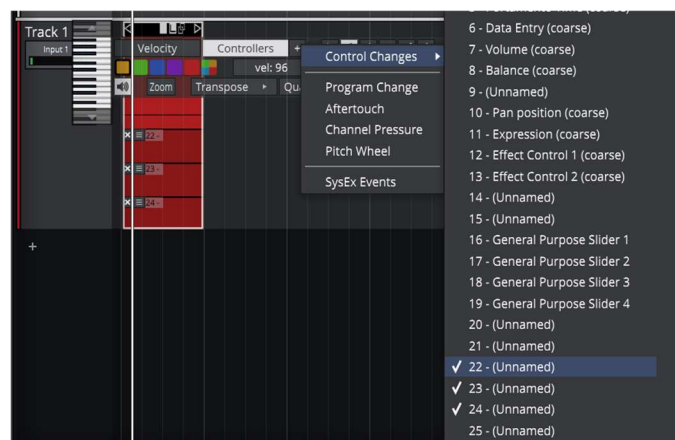 Track 1
Input 1
Velocity
Controllers
+
vel: 96
Zoom
Transpose
22 -
23 -
24 -
+
Control Changes
Program Change
Aftertouch
Channel Pressure
Pitch Wheel
SysEx Events
6 - Data Entry (coarse)
7 - Volume (coarse)
8 - Balance (coarse)
9 - (Unnamed)
10 - Pan position (coarse)
11 - Expression (coarse)
12 - Effect Control 1 (coarse)
13 - Effect Control 2 (coarse)
14 - (Unnamed)
15 - (Unnamed)
16 - General Purpose Slider 1
17 - General Purpose Slider 2
18 - General Purpose Slider 3
19 - General Purpose Slider 4
20 - (Unnamed)
21 - (Unnamed)
22 - (Unnamed)
23 - (Unnamed)
24 - (Unnamed)
25 - (Unnamed)